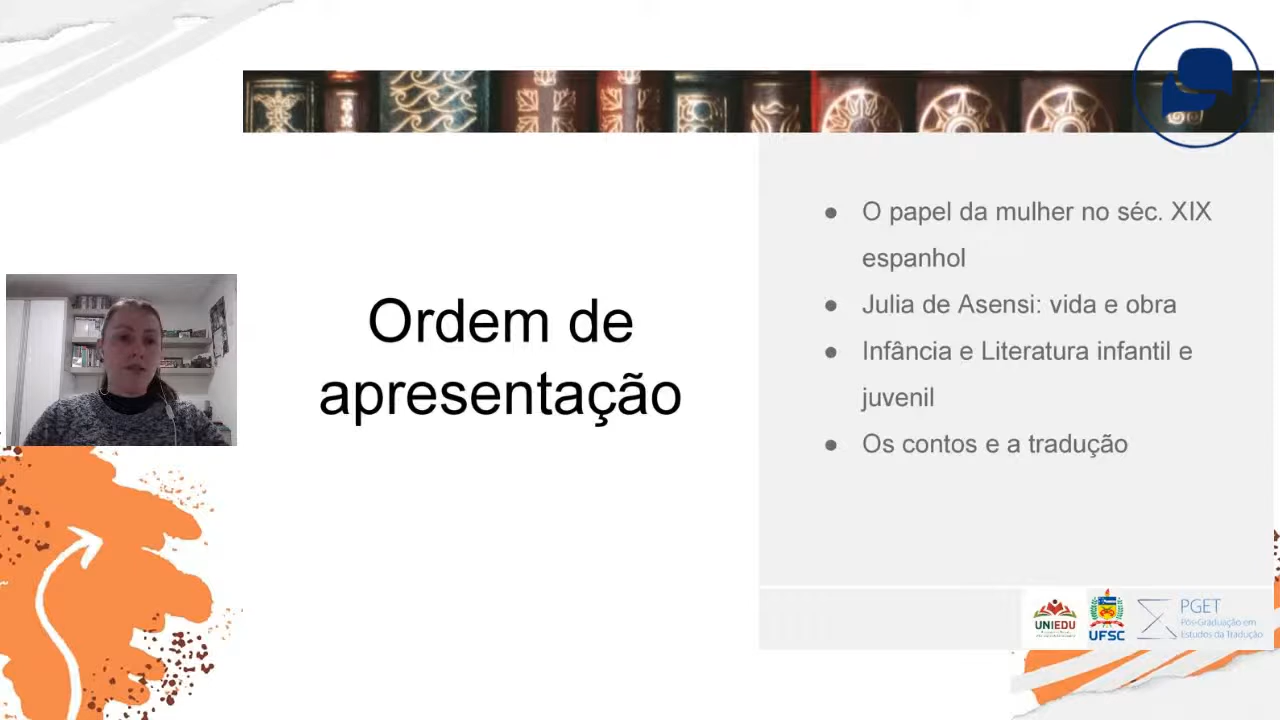 Ordem de
apresentação
● O papel da mulher no séc. XIX
espanhol
● Julia de Asensi: vida e obra
● Infância e Literatura infantil e
juvenil
● Os contos e a tradução
UNIEDU
UFSC
PGET
Pós-Graduação em
Estudos da Tradução